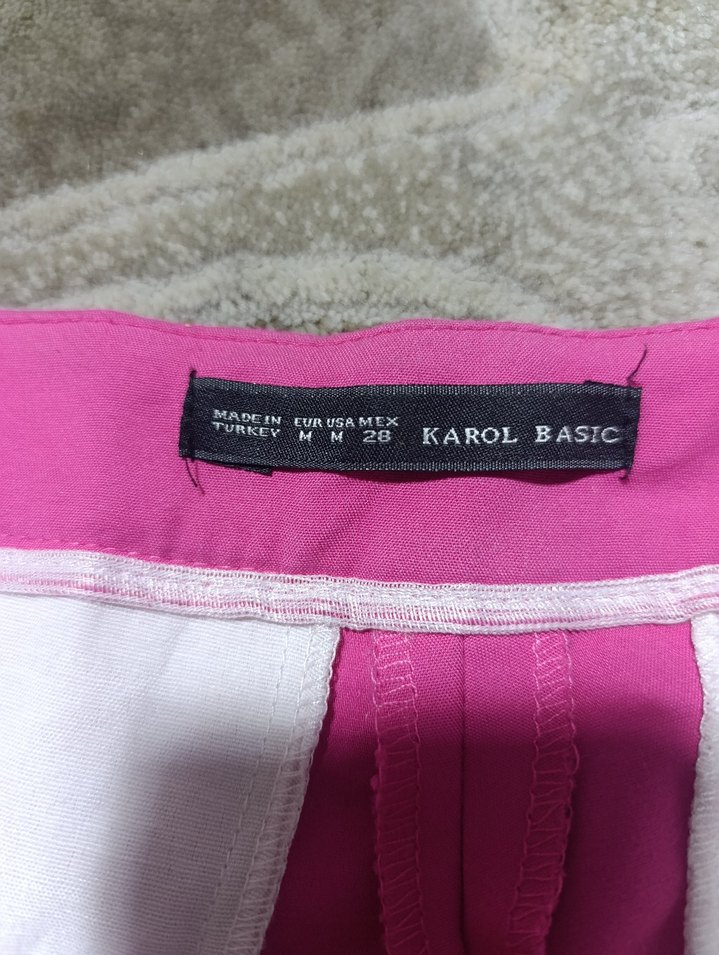 MADE IN EUR USA MEX
TURKEY M M 28 KAROL BASIC